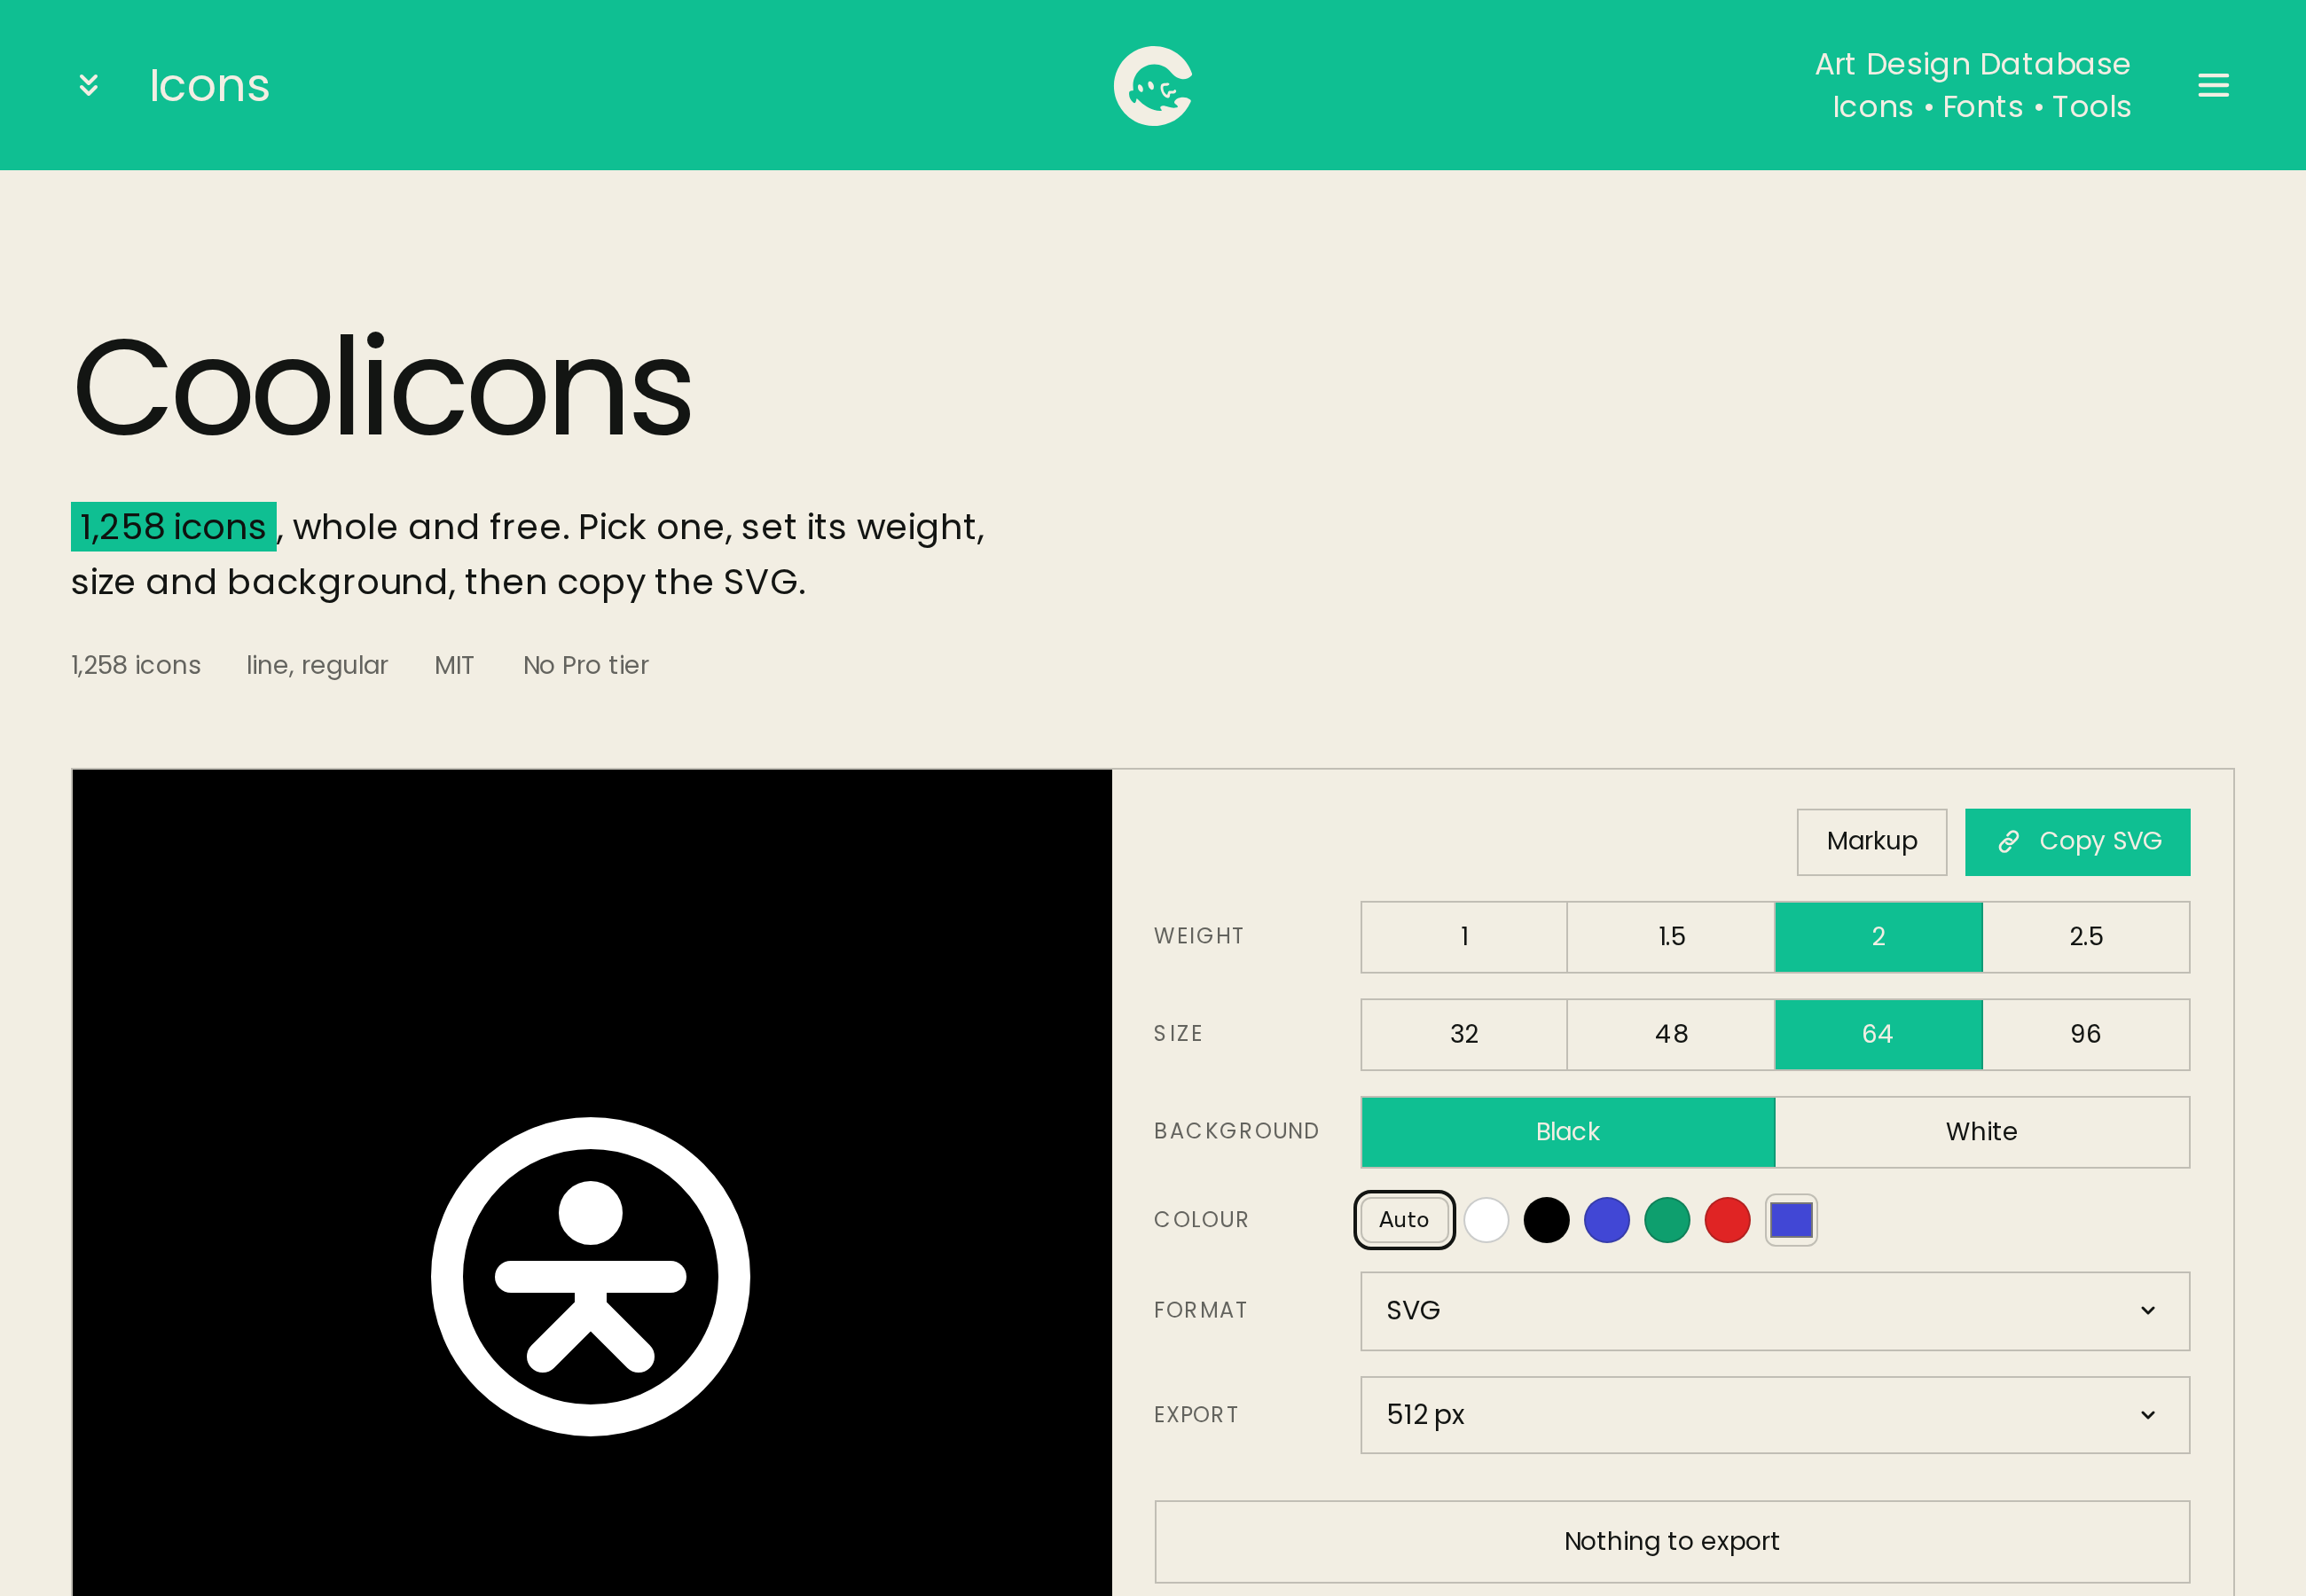 Icons
Art Design Database
Icons • Fonts • Tools
Coolicons
1,258 icons, whole and free. Pick one, set its weight,
size and background, then copy the SVG.
1,258 icons line, regular MIT No Pro tier
Markup Copy SVG
WEIGHT 1 1.5 2 2.5
SIZE 32 48 64 96
BACKGROUND Black White
COLOUR Auto
FORMAT SVG
EXPORT 512 px
Nothing to export